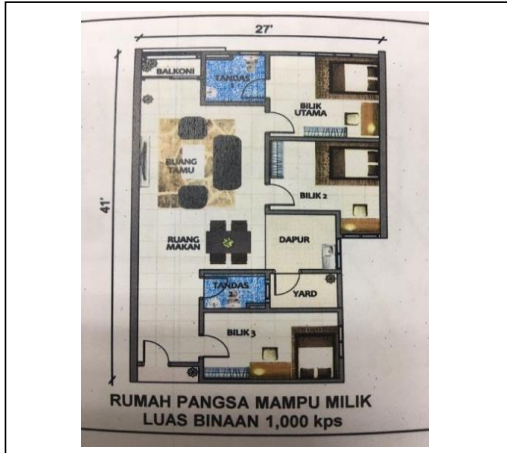 27'
41'
BALKONI
TANDAS
BILIK
UTAMA
RUANG
TAMU
BILIK 2
RUANG
MAKAN
DAPUR
TANDAS
2
YARD
BILIK 3
RUMAH PANGSA MAMPU MILIK
LUAS BINAAN 1,000 kps